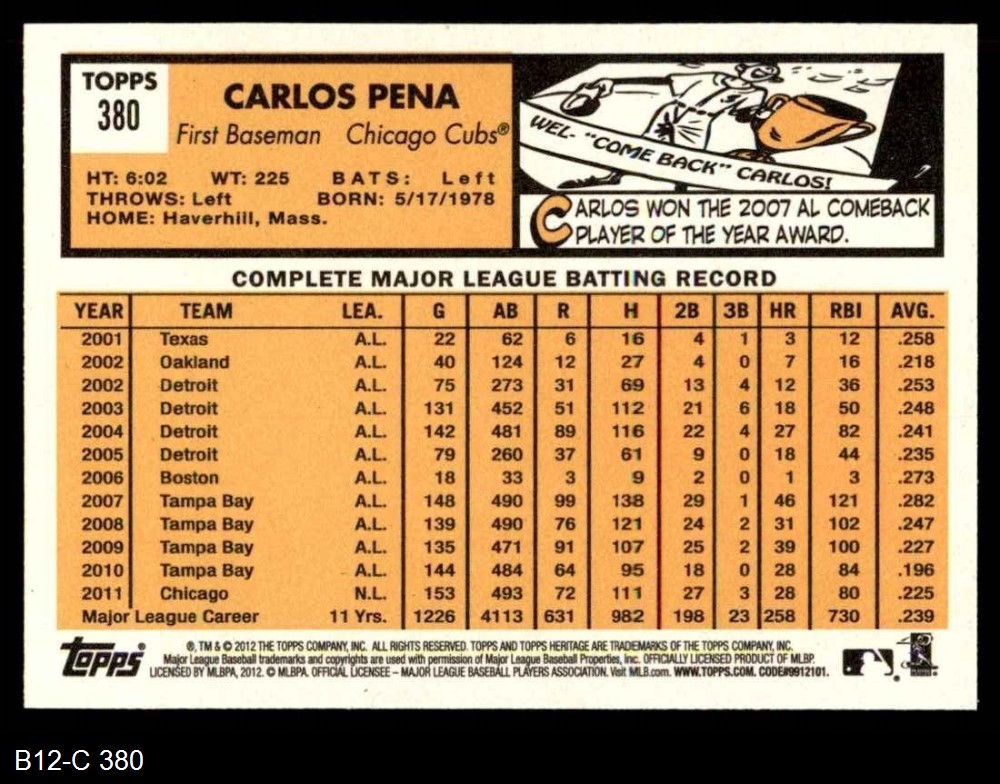 TOPPS
380
CARLOS PENA
First Baseman Chicago Cubs®
HT: 6:02 WT: 225 BATS: Left
THROWS: Left BORN: 5/17/1978
HOME: Haverhill, Mass.
WEL- "COME BACK" CARLOS!
CARLOS WON THE 2007 AL COMEBACK
PLAYER OF THE YEAR AWARD.
COMPLETE MAJOR LEAGUE BATTING RECORD
YEAR TEAM LEA. G AB R H 2B 3B HR RBI AVG.
2001 Texas A.L. 22 62 6 16 4 1 3 12 .258
2002 Oakland A.L. 40 124 12 27 4 0 7 16 .218
2002 Detroit A.L. 75 273 31 69 13 4 12 36 .253
2003 Detroit A.L. 131 452 51 112 21 6 18 50 .248
2004 Detroit A.L. 142 481 89 116 22 4 27 82 .241
2005 Detroit A.L. 79 260 37 61 9 0 18 44 .235
2006 Boston A.L. 18 33 3 9 2 0 1 3 .273
2007 Tampa Bay A.L. 148 490 99 138 29 1 46 121 .282
2008 Tampa Bay A.L. 139 490 76 121 24 2 31 102 .247
2009 Tampa Bay A.L. 135 471 91 107 25 2 39 100 .227
2010 Tampa Bay A.L. 144 484 64 95 18 0 28 84 .196
2011 Chicago N.L. 153 493 72 111 27 3 28 80 .225
Major League Career 11 Yrs. 1226 4113 631 982 198 23 258 730 .239
Topps
®, TM & © 2012 THE TOPPS COMPANY, INC. ALL RIGHTS RESERVED. TOPPS AND TOPPS HERITAGE ARE TRADEMARKS OF THE TOPPS COMPANY, INC.
Major League Baseball trademarks and copyrights are used with permission of Major League Baseball Properties, Inc. OFFICIALLY LICENSED PRODUCT OF MLBP.
LICENSED BY MLBPA, 2012. © MLBPA. OFFICIAL LICENSEE – MAJOR LEAGUE BASEBALL PLAYERS ASSOCIATION. Visit MLB.com. WWW.TOPPS.COM. CODE#9912101.
B12-C 380